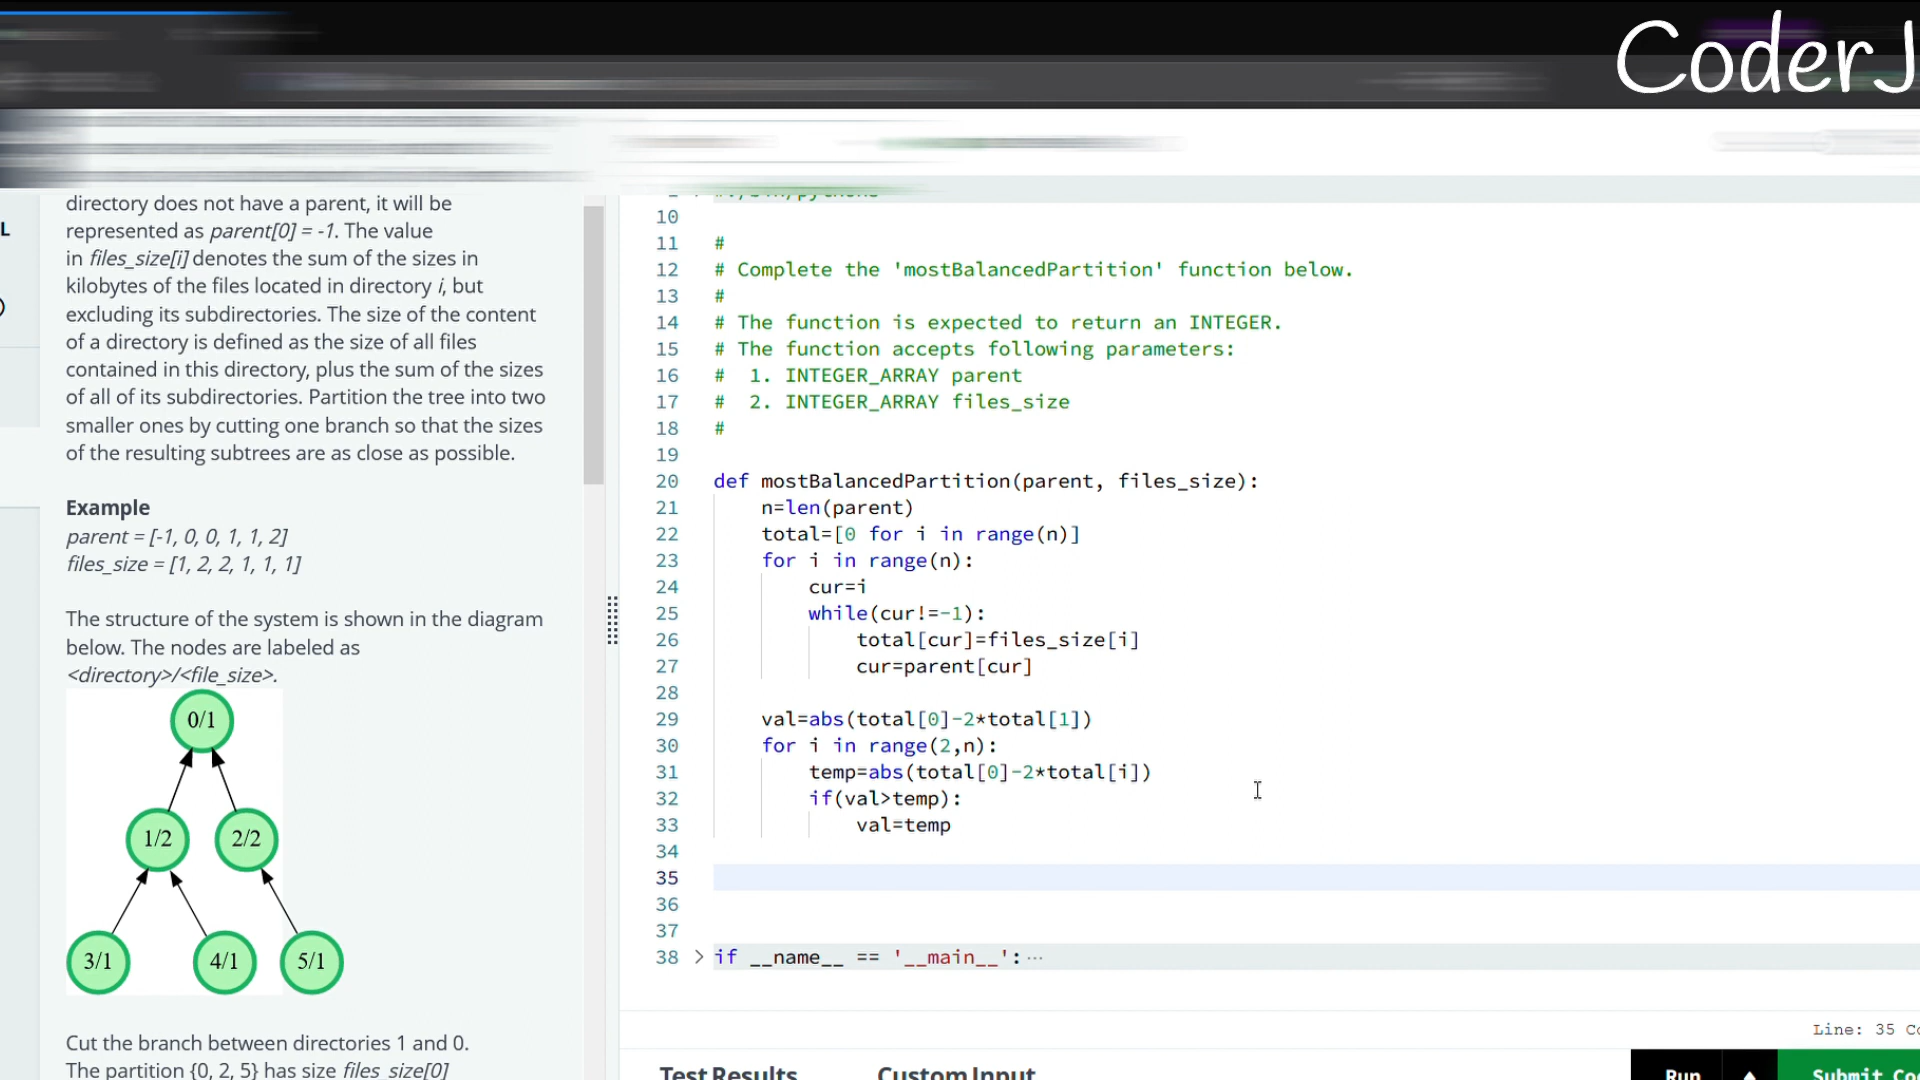 CoderJ
directory does not have a parent, it will be
represented as parent[0] = -1. The value
in files_size[i] denotes the sum of the sizes in
kilobytes of the files located in directory i, but
excluding its subdirectories. The size of the content
of a directory is defined as the size of all files
contained in this directory, plus the sum of the sizes
of all of its subdirectories. Partition the tree into two
smaller ones by cutting one branch so that the sizes
of the resulting subtrees are as close as possible.
Example
parent = [-1, 0, 0, 1, 1, 2]
files_size = [1, 2, 2, 1, 1, 1]
The structure of the system is shown in the diagram
below. The nodes are labeled as
<directory>/<file_size>.
0/1
1/2 2/2
3/1 4/1 5/1
Cut the branch between directories 1 and 0.
The partition {0, 2, 5} has size files_size[0]
L
10
11 #
12 # Complete the 'mostBalancedPartition' function below.
13 #
14 # The function is expected to return an INTEGER.
15 # The function accepts following parameters:
16 #  1. INTEGER_ARRAY parent
17 #  2. INTEGER_ARRAY files_size
18 #
19
20 def mostBalancedPartition(parent, files_size):
21     n=len(parent)
22     total=[0 for i in range(n)]
23     for i in range(n):
24         cur=i
25         while(cur!=-1):
26             total[cur]=files_size[i]
27             cur=parent[cur]
28
29     val=abs(total[0]-2*total[1])
30     for i in range(2,n):
31         temp=abs(total[0]-2*total[i])
32         if(val>temp):
33             val=temp
34
35
36
37
38 > if __name__ == '__main__': ···
Line: 35 Co
Test Results Custom Input
Run Submit Co